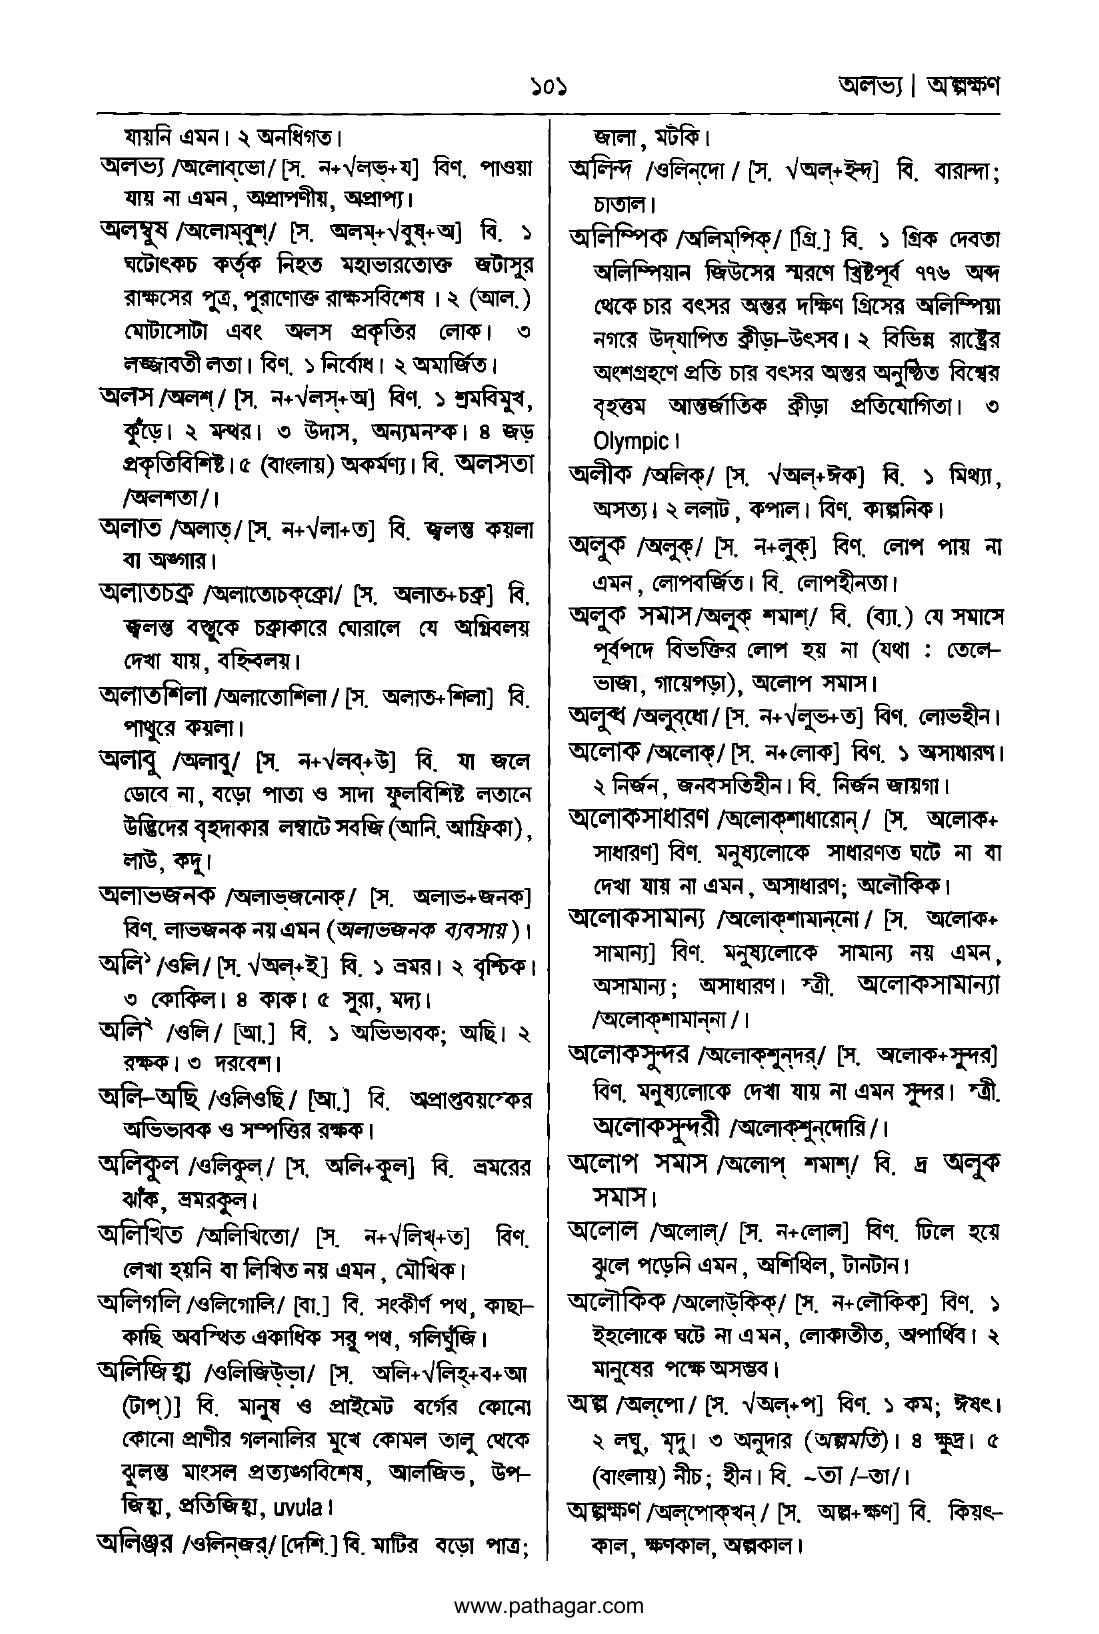 ১০১
অলভ্য | অল্পক্ষণ
যায়নি এমন। ২ অনধিগত।
অলভ্য /অলোব্‌ভো/ [স. ন+√লভ্‌+য] বিণ. পাওয়া
যায় না এমন, অপ্রাপণীয়, অপ্রাপ্য।
অলম্বুষ /অলোম্‌বুশ্‌/ [স. অলম্‌+√বুষ্‌+অ] বি. ১
ঘটোৎকচ কর্তৃক নিহত মহাভারতোক্ত জটাসুর
রাক্ষসের পুত্র, পুরাণোক্ত রাক্ষসবিশেষ। ২ (আল.)
মোটাসোটা এবং অলস প্রকৃতির লোক। ৩
লজ্জাবতী লতা। বিণ. ১ নির্বোধ। ২ অমার্জিত।
অলস /অলশ্‌/ [স. ন+√লস্‌+অ] বিণ. ১ শ্রমবিমুখ,
কুঁড়ে। ২ মন্থর। ৩ উদাস, অন্যমনস্ক। ৪ জড়
প্রকৃতিবিশিষ্ট। ৫ (বাংলায়) অকর্মণ্য। বি. অলসতা
/অলশতা/।
অলাত /অলাত্‌/ [স. ন+√লা+ত] বি. জ্বলন্ত কয়লা
বা অঙ্গার।
অলাতচক্র /অলাতোচক্‌ক্রো/ [স. অলাত+চক্র] বি.
জ্বলন্ত বস্তুকে চক্রাকারে ঘোরালে যে অগ্নিবলয়
দেখা যায়, বহ্নিবলয়।
অলাতশিলা /অলাতোশিলা/ [স. অলাত+শিলা] বি.
পাথুরে কয়লা।
অলাবু /অলাবু/ [স. ন+√লব্‌+উ] বি. যা জলে
ডোবে না, বড়ো পাতা ও সাদা ফুলবিশিষ্ট লতানে
উদ্ভিদের বৃহদাকার লম্বাটে সবজি (আনি. আফ্রিকা),
লাউ, কদু।
অলাভজনক /অলাভ্‌জনোক্‌/ [স. অলাভ+জনক]
বিণ. লাভজনক নয় এমন (অলাভজনক ব্যবসায়)।
অলি১ /ওলি/ [স. √অল্‌+ই] বি. ১ ভ্রমর। ২ বৃশ্চিক।
৩ কোকিল। ৪ কাক। ৫ সুরা, মদ্য।
অলি২ /ওলি/ [আ.] বি. ১ অভিভাবক; অছি। ২
রক্ষক। ৩ দরবেশ।
অলি-অছি /ওলিওছি/ [আ.] বি. অপ্রাপ্তবয়স্কের
অভিভাবক ও সম্পত্তির রক্ষক।
অলিকুল /ওলিকুল্‌/ [স. অলি+কুল] বি. ভ্রমরের
ঝাঁক, ভ্রমরকুল।
অলিখিত /অলিখিতো/ [স. ন+√লিখ্‌+ত] বিণ.
লেখা হয়নি বা লিখিত নয় এমন, মৌখিক।
অলিগলি /ওলিগোলি/ [বা.] বি. সংকীর্ণ পথ, কাছা-
কাছি অবস্থিত একাধিক সরু পথ, গলিঘুঁজি।
অলিজিহ্বা /ওলিজিউ্‌ভা/ [স. অলি+√লিহ্‌+ব+আ
(টাপ্‌)] বি. মানুষ ও প্রাইমেট বর্গের কোনো
কোনো প্রাণীর গলনালির মুখে কোমল তালু থেকে
ঝুলন্ত মাংসল প্রত্যঙ্গবিশেষ, আলজিভ, উপ-
জিহ্বা, প্রতিজিহ্বা, uvula।
অলিঞ্জর /ওলিন্‌জর্‌/ [দেশি.] বি. মাটির বড়ো পাত্র;
জালা, মটকি।
অলিন্দ /ওলিন্‌দো/ [স. √অল্‌+ইন্দ] বি. বারান্দা;
চাতাল।
অলিম্পিক /অলিম্‌পিক্‌/ [গ্রি.] বি. ১ গ্রিক দেবতা
অলিম্পিয়ান জিউসের স্মরণে খ্রিষ্টপূর্ব ৭৭৬ অব্দ
থেকে চার বৎসর অন্তর দক্ষিণ গ্রিসের অলিম্পিয়া
নগরে উদ্‌যাপিত ক্রীড়া-উৎসব। ২ বিভিন্ন রাষ্ট্রের
অংশগ্রহণে প্রতি চার বৎসর অন্তর অনুষ্ঠিত বিশ্বের
বৃহত্তম আন্তর্জাতিক ক্রীড়া প্রতিযোগিতা। ৩
Olympic।
অলীক /অলিক্‌/ [স. √অল্‌+ঈক] বি. ১ মিথ্যা,
অসত্য। ২ ললাট, কপাল। বিণ. কাল্পনিক।
অলুক /অলুক্‌/ [স. ন+লুক্‌] বিণ. লোপ পায় না
এমন, লোপবর্জিত। বি. লোপহীনতা।
অলুক সমাস /অলুক্‌ শমাশ্‌/ বি. (ব্যা.) যে সমাসে
পূর্বপদে বিভক্তির লোপ হয় না (যথা : তেলে-
ভাজা, গায়েপড়া), অলোপ সমাস।
অলুব্ধ /অলুব্‌ধো/ [স. ন+√লুভ+ত] বিণ. লোভহীন।
অলোক /অলোক্‌/ [স. ন+লোক] বিণ. ১ অসাধারণ।
২ নির্জন, জনবসতিহীন। বি. নির্জন জায়গা।
অলোকসাধারণ /অলোক্‌শাধারোন্‌/ [স. অলোক+
সাধারণ] বিণ. মনুষ্যলোকে সাধারণত ঘটে না বা
দেখা যায় না এমন, অসাধারণ; অলৌকিক।
অলোকসামান্য /অলোক্‌শামান্‌নো/ [স. অলোক+
সামান্য] বিণ. মনুষ্যলোকে সামান্য নয় এমন,
অসামান্য; অসাধারণ। স্ত্রী. অলোকসামান্যা
/অলোক্‌শামান্‌না/।
অলোকসুন্দর /অলোক্‌শুন্‌দর্‌/ [স. অলোক+সুন্দর]
বিণ. মনুষ্যলোকে দেখা যায় না এমন সুন্দর। স্ত্রী.
অলোকসুন্দরী /অলোক্‌শুন্‌দোরি/।
অলোপ সমাস /অলোপ্‌ শমাশ্‌/ বি. দ্র অলুক
সমাস।
অলোল /অলোল্‌/ [স. ন+লোল] বিণ. ঢিলে হয়ে
ঝুলে পড়েনি এমন, অশিথিল, টানটান।
অলৌকিক /অলোউ্‌কিক্‌/ [স. ন+লৌকিক] বিণ. ১
ইহলোকে ঘটে না এমন, লোকাতীত, অপার্থিব। ২
মানুষের পক্ষে অসম্ভব।
অল্প /অল্‌পো/ [স. √অল্‌+প] বিণ. ১ কম; ঈষৎ।
২ লঘু, মৃদু। ৩ অনুদার (অল্পমতি)। ৪ ক্ষুদ্র। ৫
(বাংলায়) নীচ; হীন। বি. ~তা /-তা/।
অল্পক্ষণ /অল্‌পোক্‌খন্‌/ [স. অল্প+ক্ষণ] বি. কিয়ৎ-
কাল, ক্ষণকাল, অল্পকাল।
www.pathagar.com